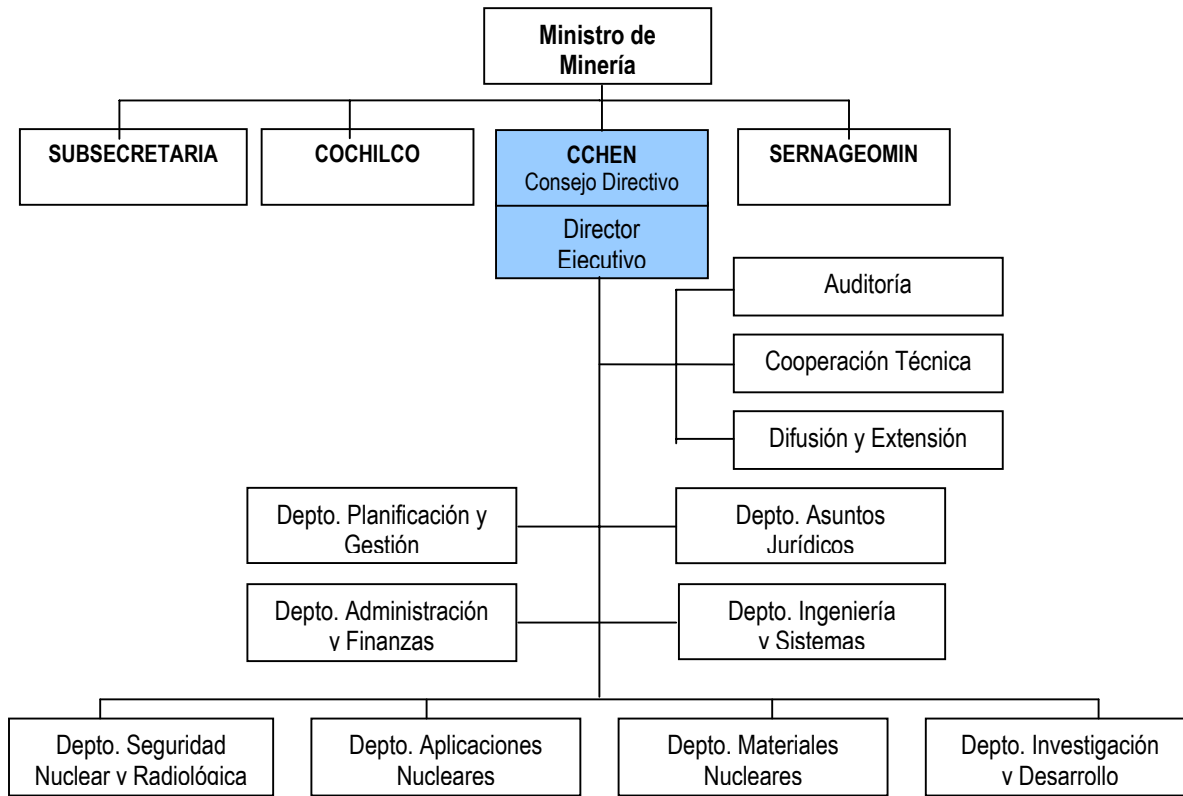 Ministro de
Minería
SUBSECRETARIA
COCHILCO
CCHEN
Consejo Directivo
SERNAGEOMIN
Director
Ejecutivo
Auditoría
Cooperación Técnica
Difusión y Extensión
Depto. Planificación y
Gestión
Depto. Asuntos
Jurídicos
Depto. Administración
y Finanzas
Depto. Ingeniería
y Sistemas
Depto. Seguridad
Nuclear y Radiológica
Depto. Aplicaciones
Nucleares
Depto. Materiales
Nucleares
Depto. Investigación
y Desarrollo